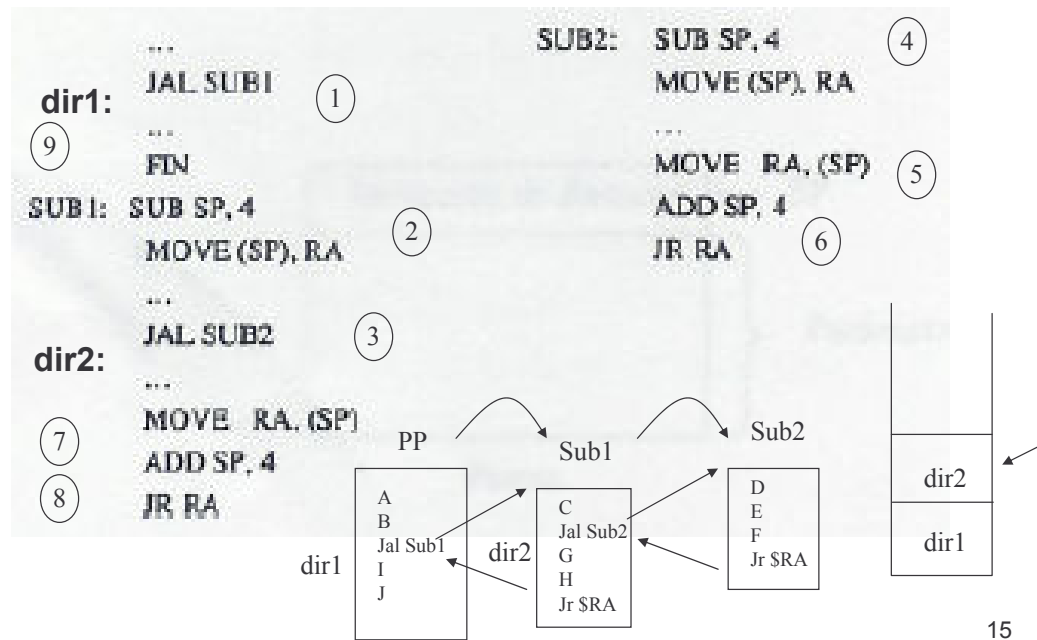 ...
JAL SUB1
1
dir1:
...
9
FIN
SUB1: SUB SP, 4
2
MOVE (SP), RA
...
JAL SUB2
3
dir2:
...
MOVE RA, (SP)
7
ADD SP, 4
8
JR RA
SUB2: SUB SP, 4
4
MOVE (SP), RA
...
MOVE RA, (SP)
5
ADD SP, 4
6
JR RA
PP
A
B
Jal Sub1
dir1
I
J
Sub1
C
Jal Sub2
dir2
G
H
Jr $RA
Sub2
D
E
F
Jr $RA
dir2
dir1
15